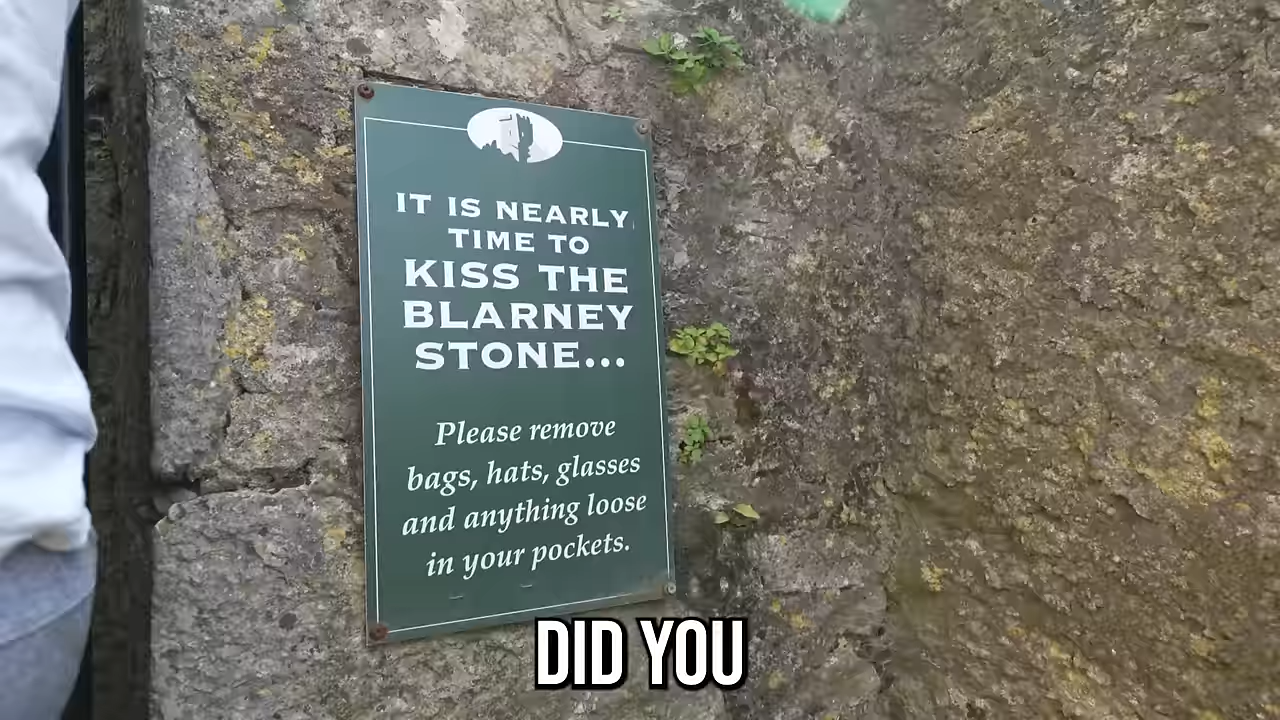 IT IS NEARLY
TIME TO
KISS THE
BLARNEY
STONE...
Please remove
bags, hats, glasses
and anything loose
in your pockets.
DID YOU